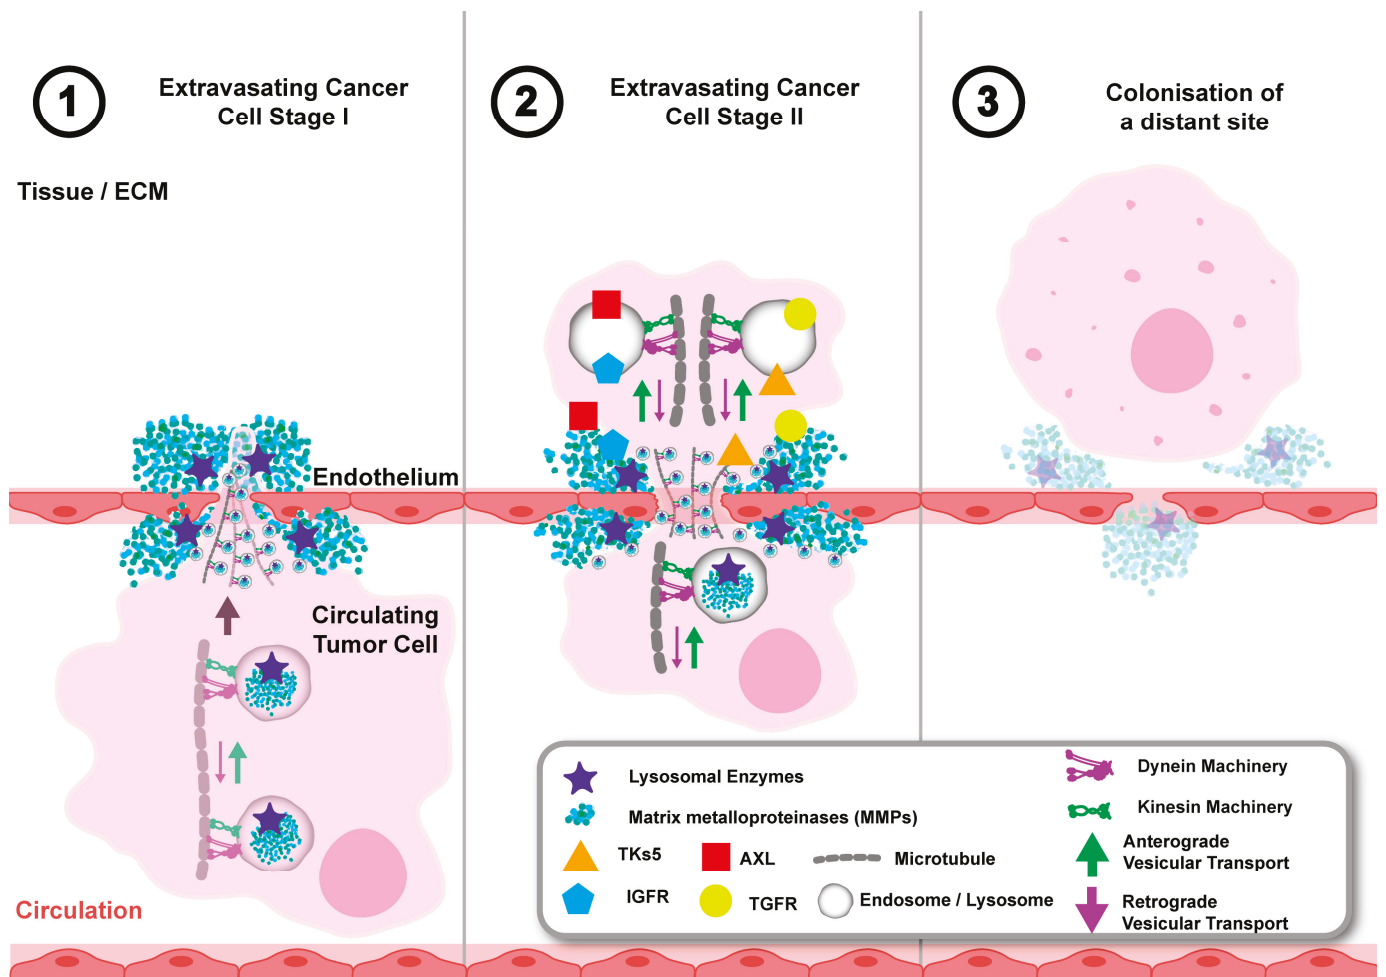 1
Extravasating Cancer
Cell Stage I
2
Extravasating Cancer
Cell Stage II
3
Colonisation of
a distant site
Tissue / ECM
Endothelium
Circulating
Tumor Cell
Circulation
Lysosomal Enzymes
Matrix metalloproteinases (MMPs)
TKs5
AXL
Microtubule
IGFR
TGFR
Endosome / Lysosome
Dynein Machinery
Kinesin Machinery
Anterograde
Vesicular Transport
Retrograde
Vesicular Transport